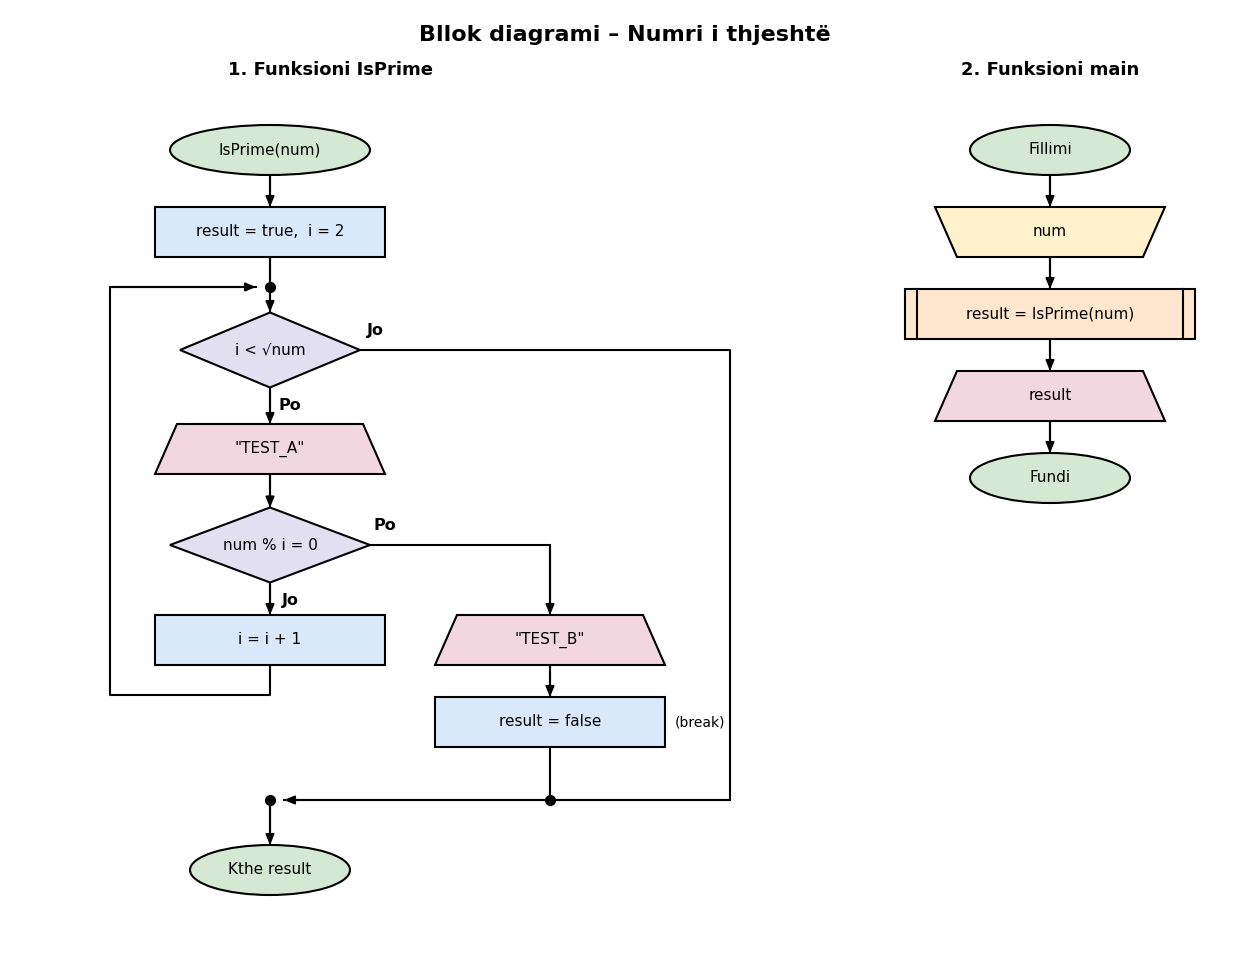 Bllok diagrami – Numri i thjeshtë
1. Funksioni IsPrime
IsPrime(num)
result = true,  i = 2
i < √num
Jo
Po
"TEST_A"
num % i = 0
Po
Jo
i = i + 1
"TEST_B"
result = false
(break)
Kthe result
2. Funksioni main
Fillimi
num
result = IsPrime(num)
result
Fundi